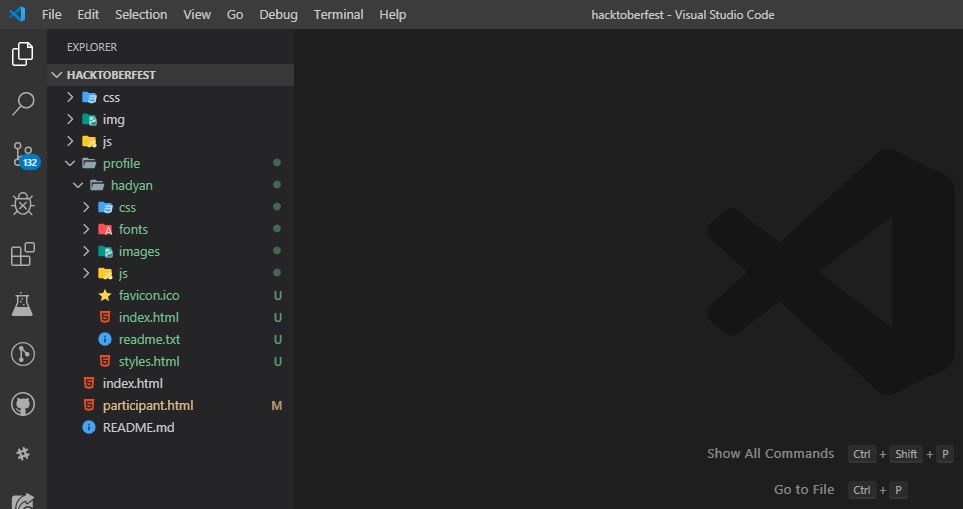 File Edit Selection View Go Debug Terminal Help hacktoberfest - Visual Studio Code
EXPLORER
HACKTOBERFEST
css
img
js
132
profile
hadyan
css
fonts
images
js
favicon.ico U
index.html U
readme.txt U
styles.html U
index.html
participant.html M
README.md
Show All Commands Ctrl + Shift + P
Go to File Ctrl + P